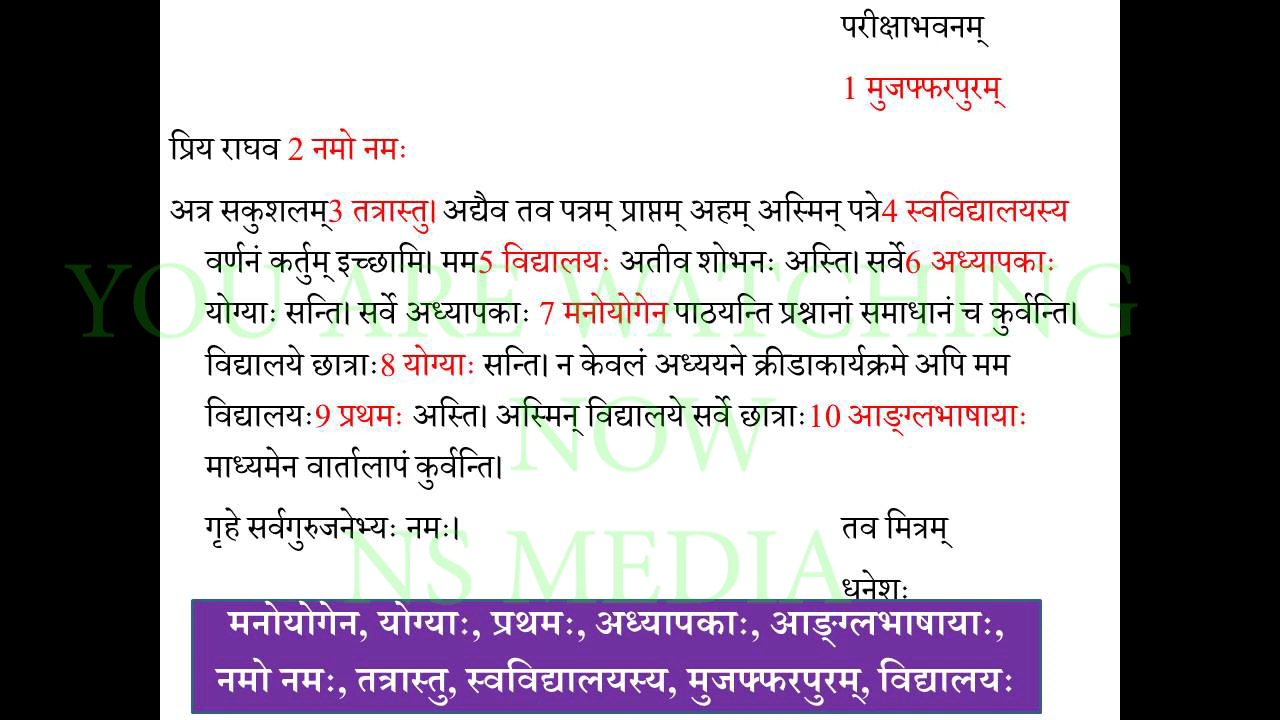 परीक्षाभवनम्
1 मुजफ्फरपुरम्
प्रिय राघव 2 नमो नमः
अत्र सकुशलम्3 तत्रास्तु। अद्यैव तव पत्रम् प्राप्तम् अहम् अस्मिन् पत्रे4 स्वविद्यालयस्य
वर्णनं कर्तुम् इच्छामि। मम5 विद्यालयः अतीव शोभनः अस्ति। सर्वे6 अध्यापकाः
योग्याः सन्ति। सर्वे अध्यापकाः 7 मनोयोगेन पाठयन्ति प्रश्नानां समाधानं च कुर्वन्ति।
विद्यालये छात्राः8 योग्याः सन्ति। न केवलं अध्ययने क्रीडाकार्यक्रमे अपि मम
विद्यालयः9 प्रथमः अस्ति। अस्मिन् विद्यालये सर्वे छात्राः10 आङ्ग्लभाषायाः
माध्यमेन वार्तालापं कुर्वन्ति।
गृहे सर्वगुरुजनेभ्यः नमः। तव मित्रम्
धनेशः
मनोयोगेन, योग्याः, प्रथमः, अध्यापकाः, आङ्ग्लभाषायाः,
नमो नमः, तत्रास्तु, स्वविद्यालयस्य, मुजफ्फरपुरम्, विद्यालयः
YOU ARE WATCHING
NOW
NS MEDIA